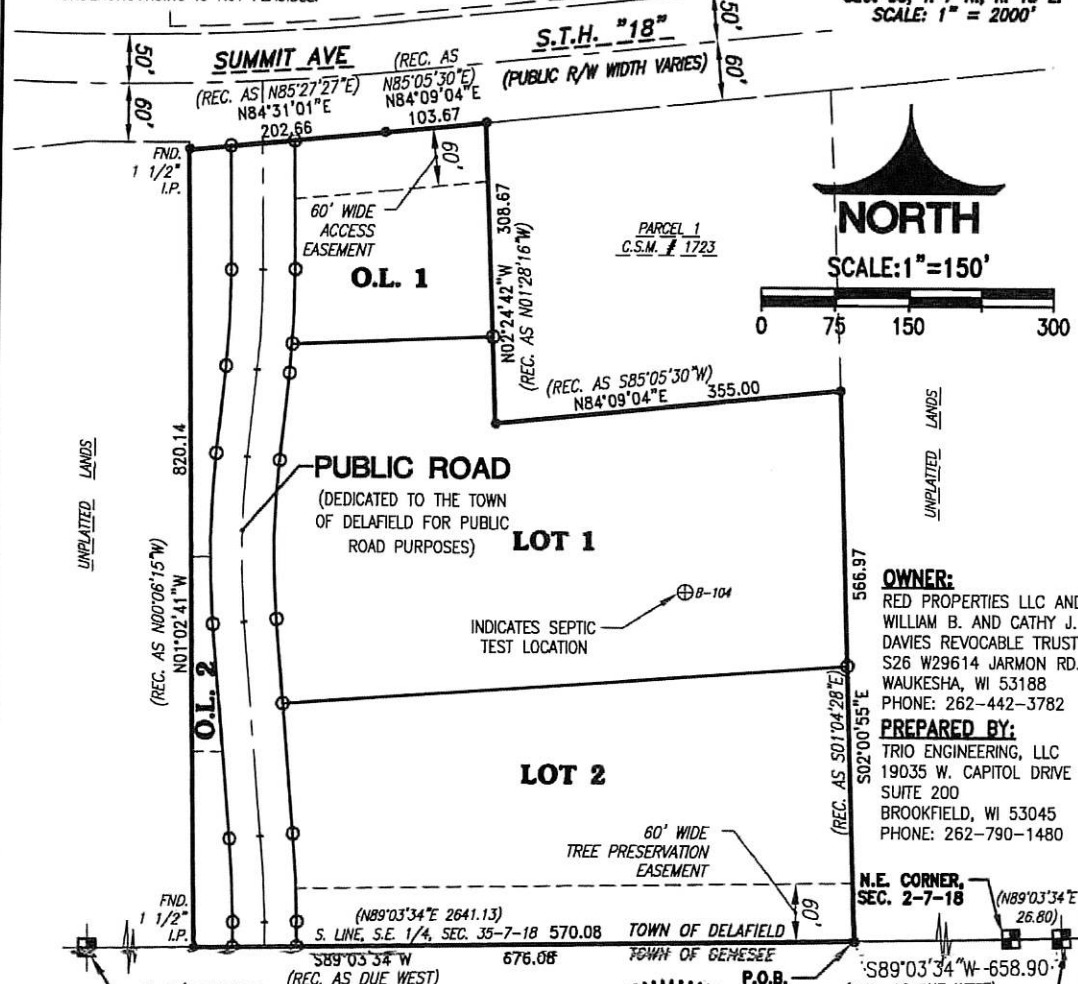 SCALE: 1" = 2000'
50'
60'
SUMMIT AVE
(REC. AS N85°27'27"E)
N84°31'01"E
202.66
(REC. AS
N85°05'30"E)
N84°09'04"E
103.67
S.T.H. "18"
(PUBLIC R/W WIDTH VARIES)
50'
60'
FND.
1 1/2"
I.P.
60'
60' WIDE
ACCESS
EASEMENT
O.L. 1
N02°24'42"W 308.67
(REC. AS N01°28'16"W)
PARCEL 1
C.S.M. # 1723
NORTH
SCALE:1"=150'
0 75 150 300
(REC. AS S85°05'30"W)
N84°09'04"E 355.00
UNPLATTED LANDS
820.14
(REC. AS N00°06'15"W)
N01°02'41"W
PUBLIC ROAD
(DEDICATED TO THE TOWN
OF DELAFIELD FOR PUBLIC
ROAD PURPOSES)
LOT 1
B-104
INDICATES SEPTIC
TEST LOCATION
UNPLATTED LANDS
566.97
(REC. AS S01°04'28"E)
S02°00'55"E
OWNER:
RED PROPERTIES LLC AND
WILLIAM B. AND CATHY J.
DAVIES REVOCABLE TRUST
S26 W29614 JARMON RD.
WAUKESHA, WI 53188
PHONE: 262-442-3782
PREPARED BY:
TRIO ENGINEERING, LLC
19035 W. CAPITOL DRIVE
SUITE 200
BROOKFIELD, WI 53045
PHONE: 262-790-1480
O.L. 2
LOT 2
60' WIDE
TREE PRESERVATION
EASEMENT
60'
N.E. CORNER,
SEC. 2-7-18
(N89°03'34"E
26.80)
FND.
1 1/2"
I.P.
(N89°03'34"E 2641.13)
S. LINE, S.E. 1/4, SEC. 35-7-18 570.08 TOWN OF DELAFIELD
S89°03'34"W 676.08 TOWN OF GENESEE
(REC. AS DUE WEST)
P.O.B.
S89°03'34"W-658.90